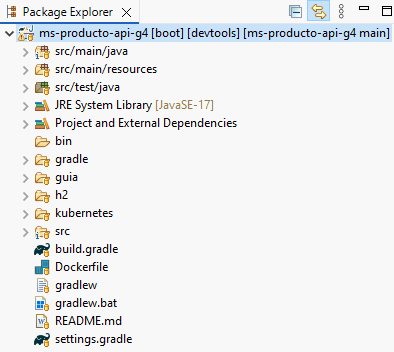 Package Explorer
ms-producto-api-g4 [boot] [devtools] [ms-producto-api-g4 main]
src/main/java
src/main/resources
src/test/java
JRE System Library [JavaSE-17]
Project and External Dependencies
bin
gradle
guia
h2
kubernetes
src
build.gradle
Dockerfile
gradlew
gradlew.bat
README.md
settings.gradle